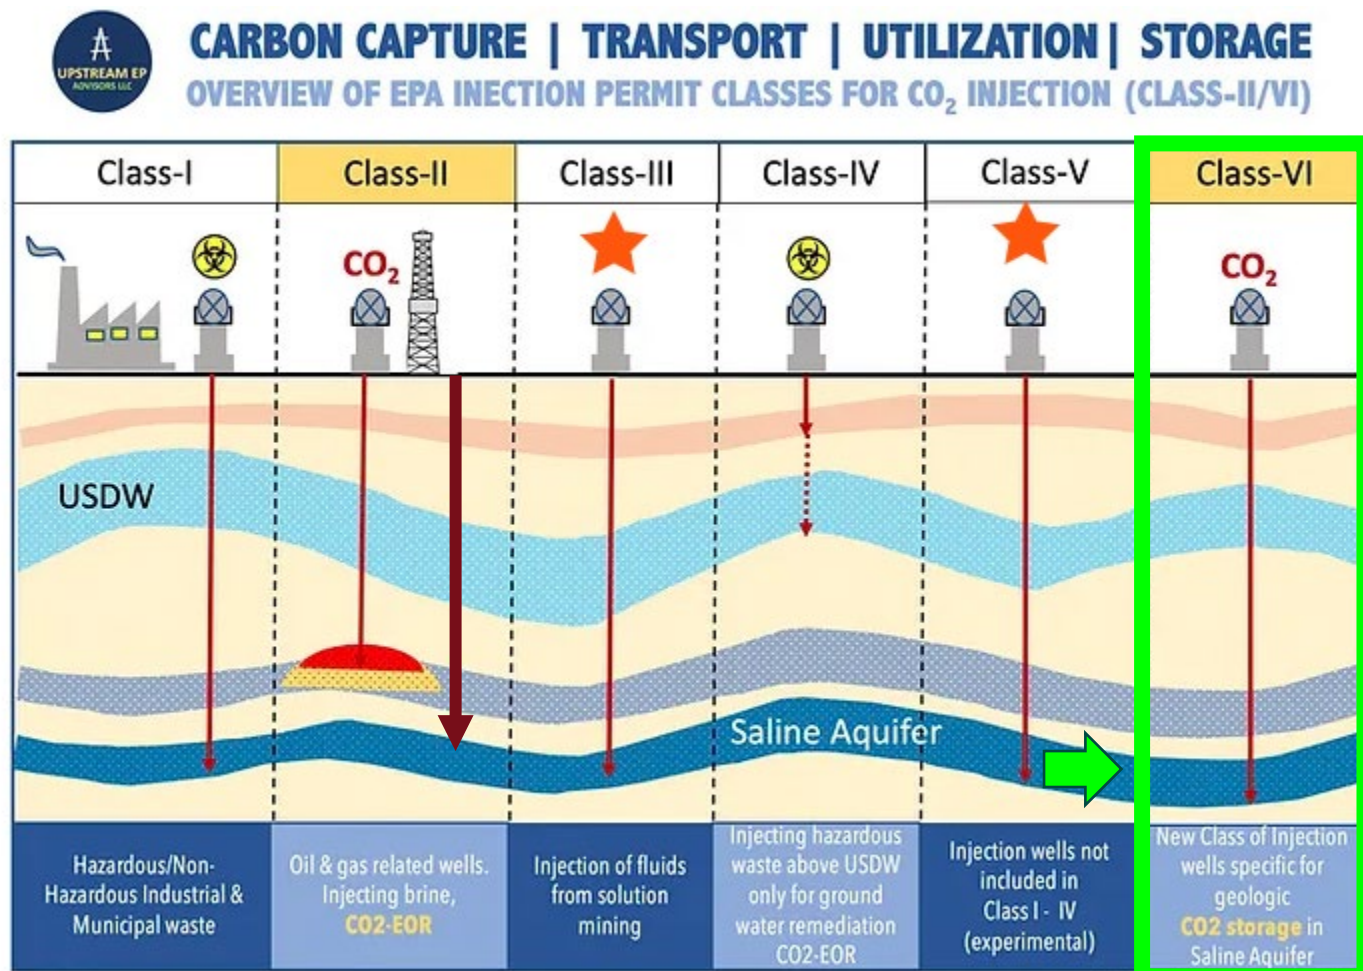 UPSTREAM EP
ADVISORS LLC
CARBON CAPTURE | TRANSPORT | UTILIZATION | STORAGE
OVERVIEW OF EPA INECTION PERMIT CLASSES FOR CO₂ INJECTION (CLASS-II/VI)
Class-I
Class-II
Class-III
Class-IV
Class-V
Class-VI
CO₂
CO₂
USDW
Saline Aquifer
Hazardous/Non-
Hazardous Industrial &
Municipal waste
Oil & gas related wells.
Injecting brine,
CO2-EOR
Injection of fluids
from solution
mining
Injecting hazardous
waste above USDW
only for ground
water remediation
CO2-EOR
Injection wells not
included in
Class I - IV
(experimental)
New Class of Injection
wells specific for
geologic
CO2 storage in
Saline Aquifer